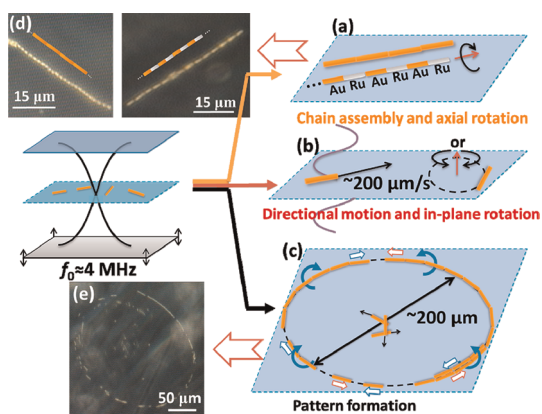 (d)
15 µm
15 µm
(a)
Au Ru Au Ru Au Ru
Chain assembly and axial rotation
(b)
or
~200 µm/s
Directional motion and in-plane rotation
f₀≈4 MHz
(c)
~200 µm
(e)
50 µm
Pattern formation